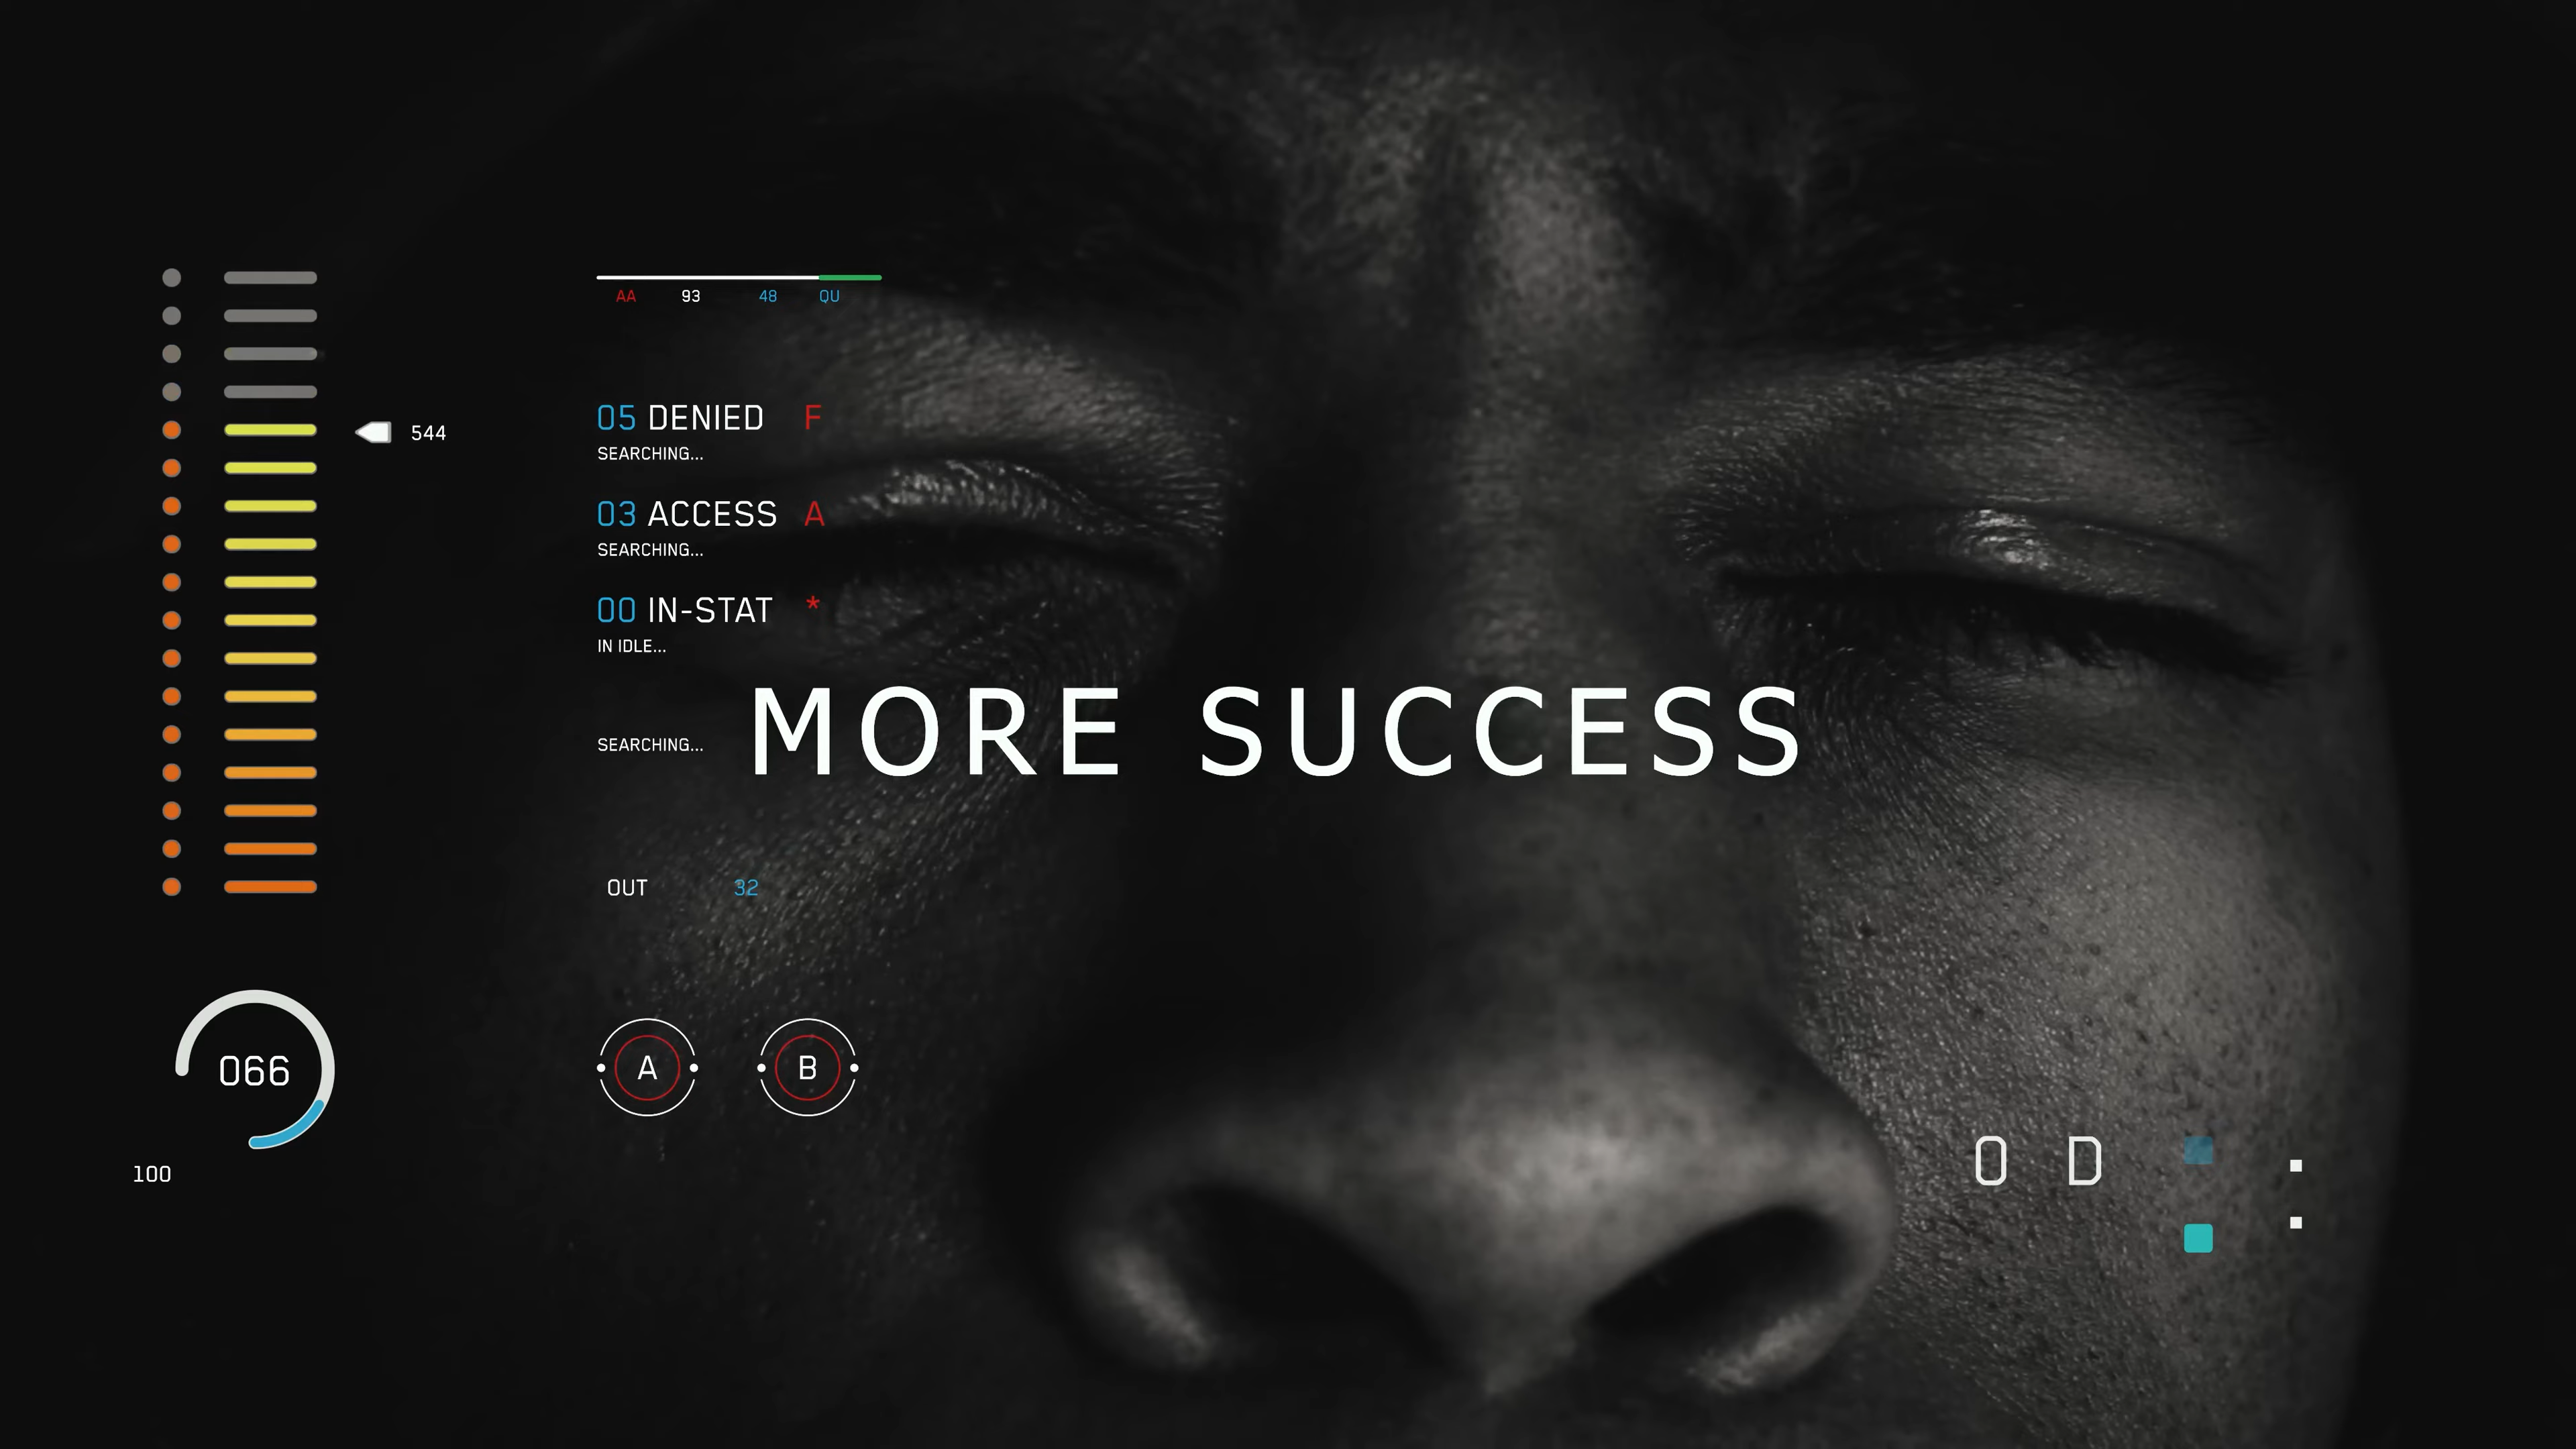 AA 93 48 QU
05 DENIED F
SEARCHING...
544
03 ACCESS A
SEARCHING...
00 IN-STAT *
IN IDLE...
MORE SUCCESS
SEARCHING...
OUT 32
066
A B
100
0 D